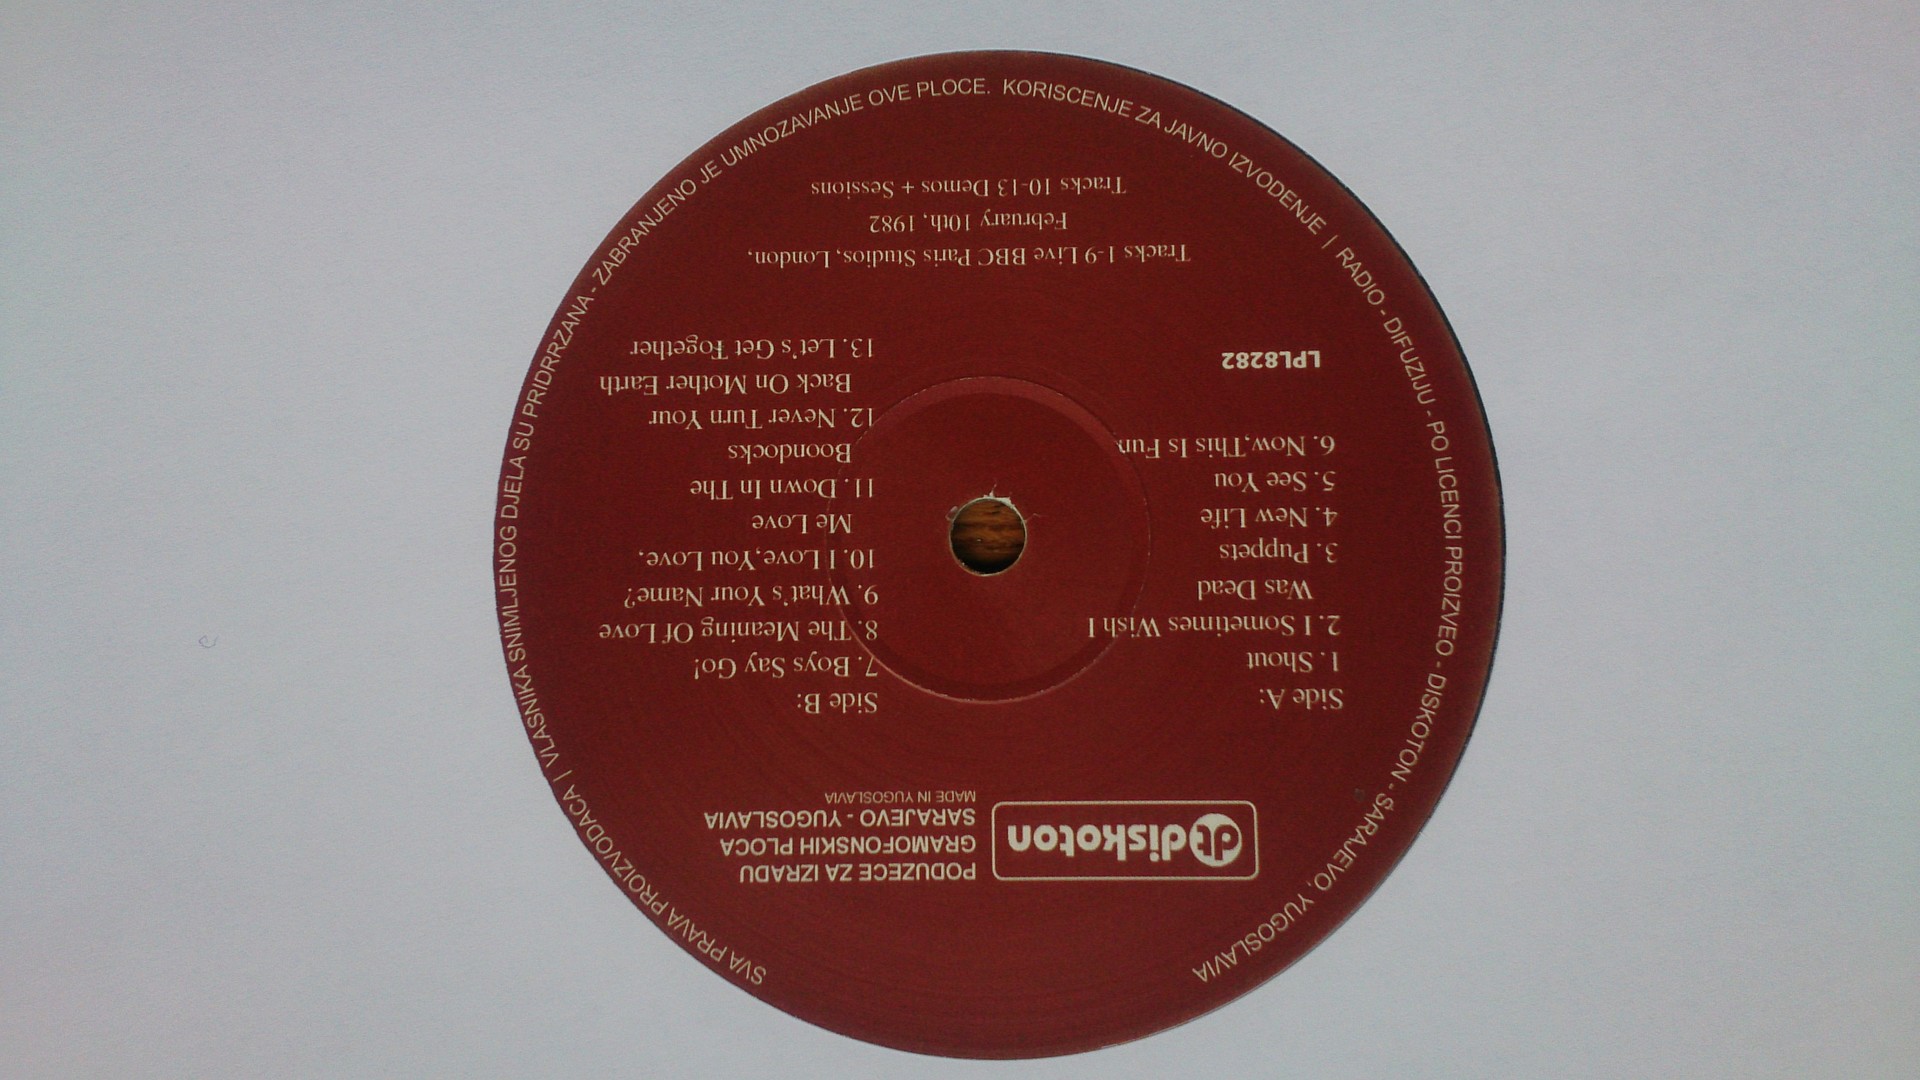 dt diskoton
PODUZECE ZA IZRADU
GRAMOFONSKIH PLOCA
SARAJEVO - YUGOSLAVIA
MADE IN YUGOSLAVIA
Side A:
1. Shout
2. I Sometimes Wish I
Was Dead
3. Puppets
4. New Life
5. See You
6. Now,This Is Fun
LPL8282
Side B:
7. Boys Say Go!
8. The Meaning Of Love
9. What's Your Name?
10. I Love,You Love,
Me Love
11. Down In The
Boondocks
12. Never Turn Your
Back On Mother Earth
13. Let's Get Together
Tracks 1-9 Live BBC Paris Studios, London,
February 10th, 1982
Tracks 10-13 Demos + Sessions
SVA PRAVA PROIZVODACA | VLASNIKA SNIMLJENOG DJELA SU PRIDRRZANA - ZABRANJENO JE UMNOZAVANJE OVE PLOCE. KORISCENJE ZA JAVNO IZVODENJE | RADIO - DIFUZIJU - PO LICENCI PROIZVEO - DISKOTON - SARAJEVO, YUGOSLAVIA